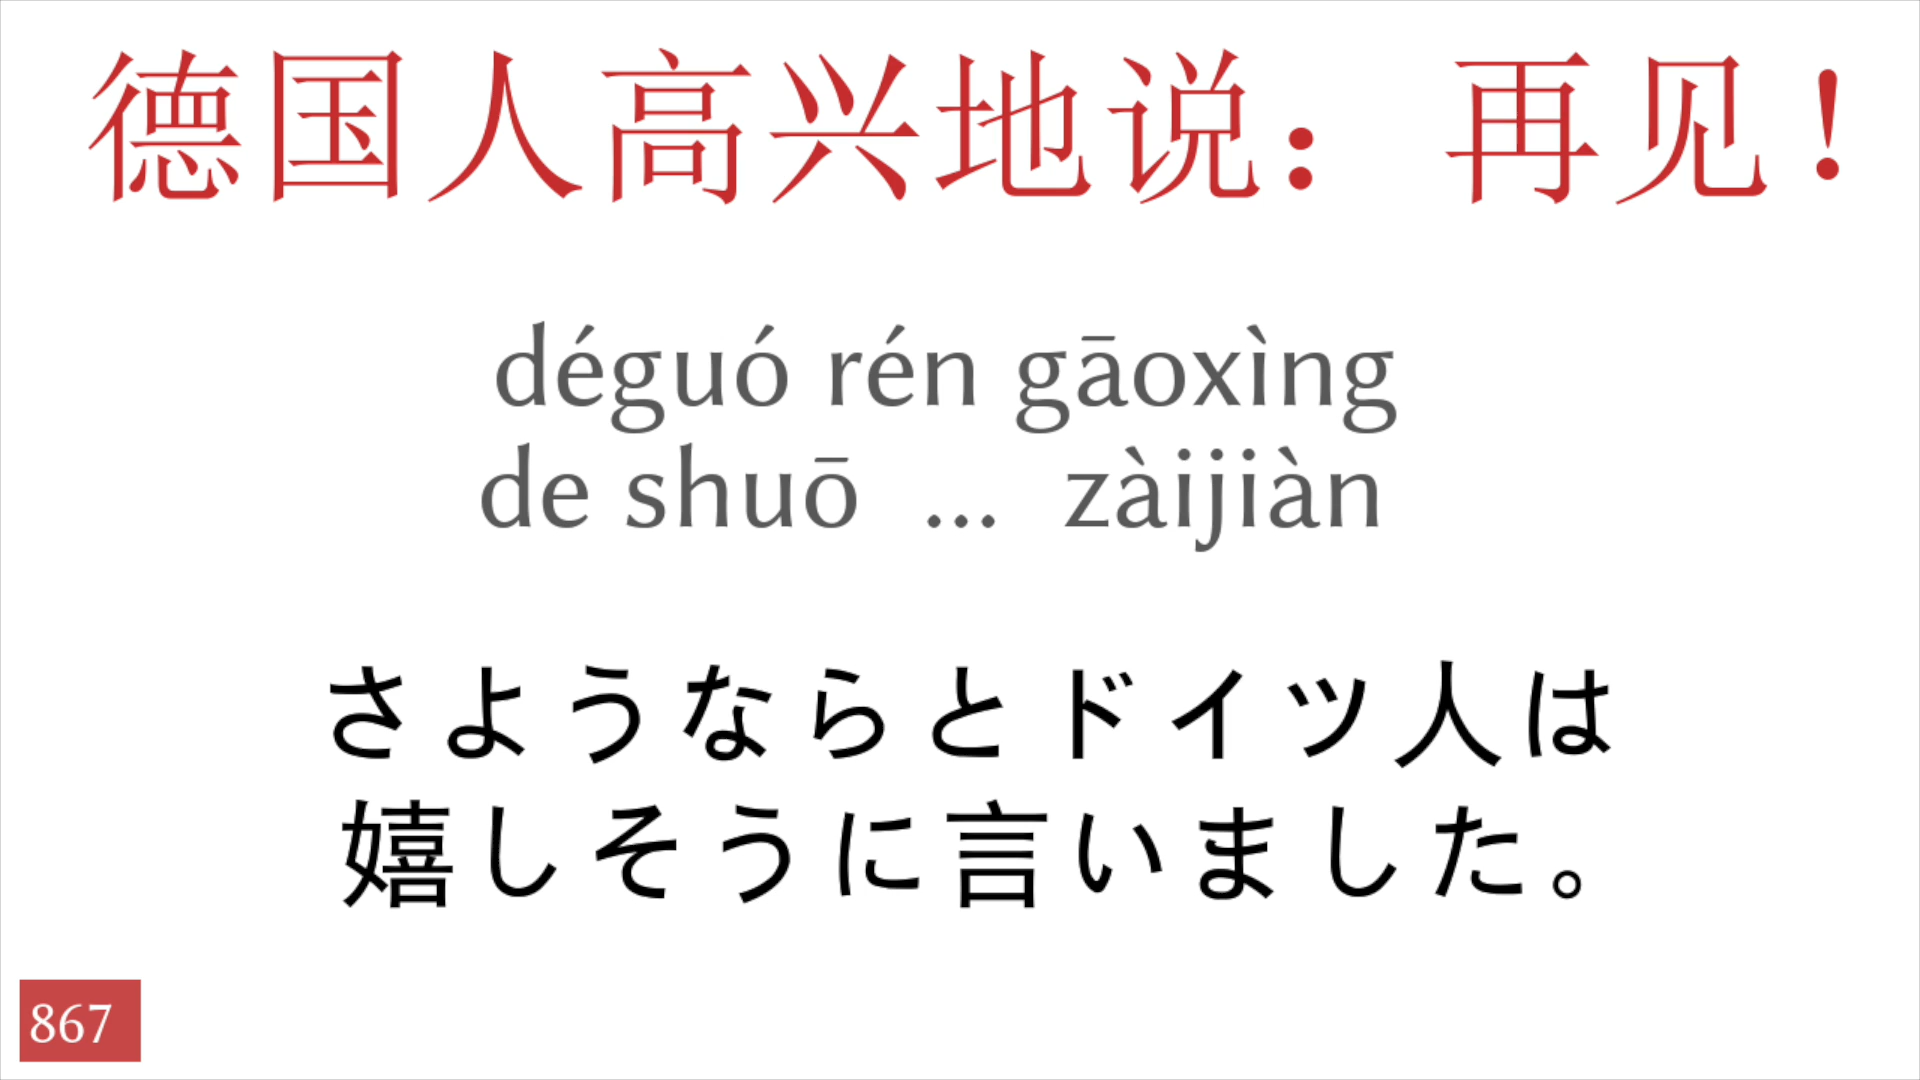 德国人高兴地说：再见！
déguó rén gāoxìng
de shuō ... zàijiàn
さようならとドイツ人は
嬉しそうに言いました。
867